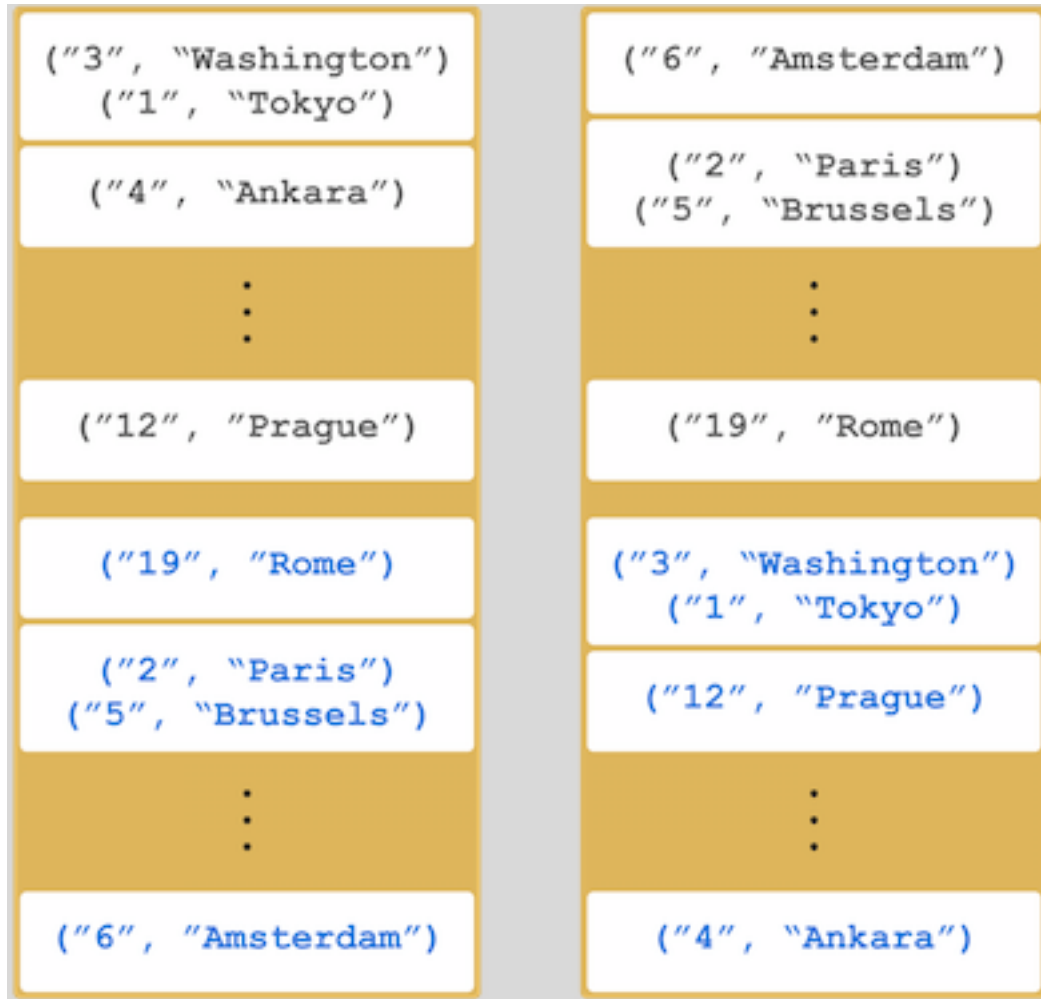 (″3″, “Washington″)
(″1″, “Tokyo″)
(″4″, “Ankara″)
(″12″, ″Prague″)
(″19″, ″Rome″)
(″2″, “Paris″)
(″5″, “Brussels″)
(″6″, ″Amsterdam″)
(″6″, ″Amsterdam″)
(″2″, “Paris″)
(″5″, “Brussels″)
(″19″, ″Rome″)
(″3″, “Washington″)
(″1″, “Tokyo″)
(″12″, ″Prague″)
(″4″, “Ankara″)